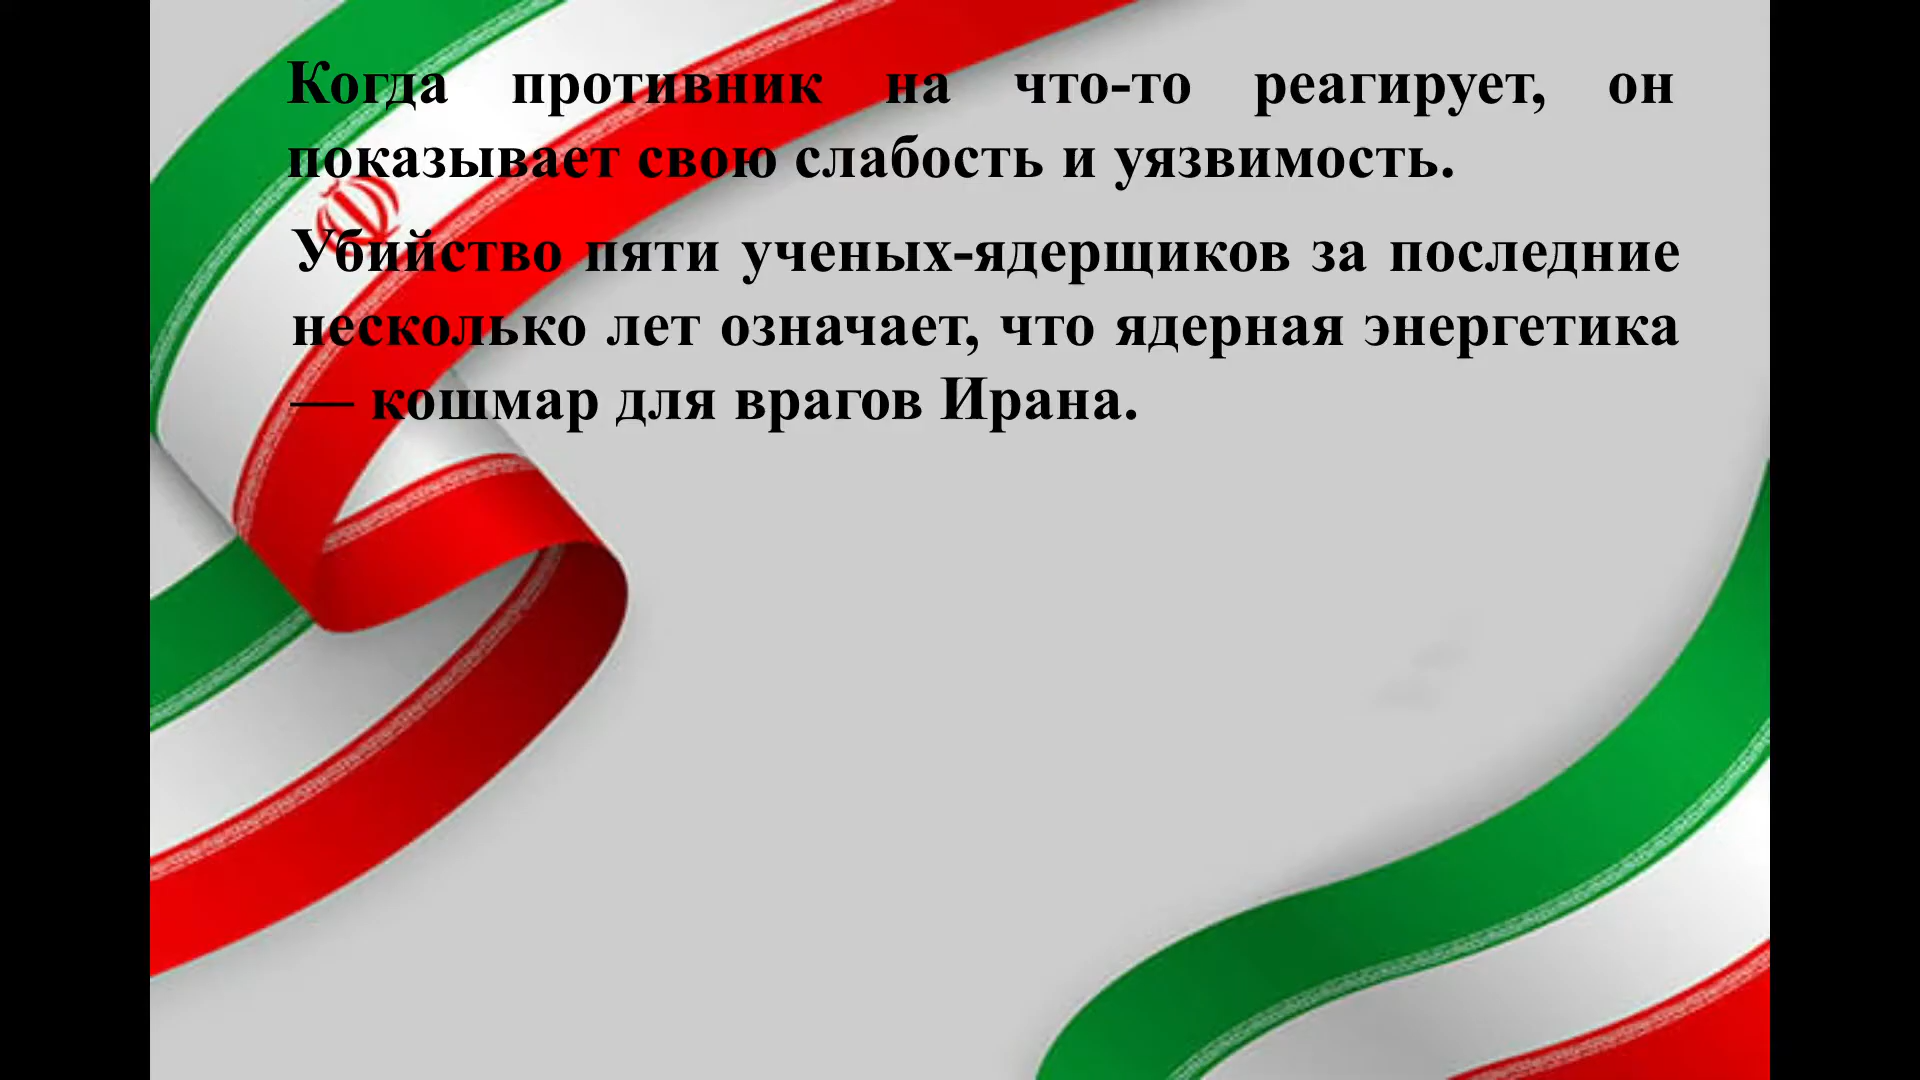 Когда противник на что-то реагирует, он
показывает свою слабость и уязвимость.
Убийство пяти ученых-ядерщиков за последние
несколько лет означает, что ядерная энергетика
— кошмар для врагов Ирана.